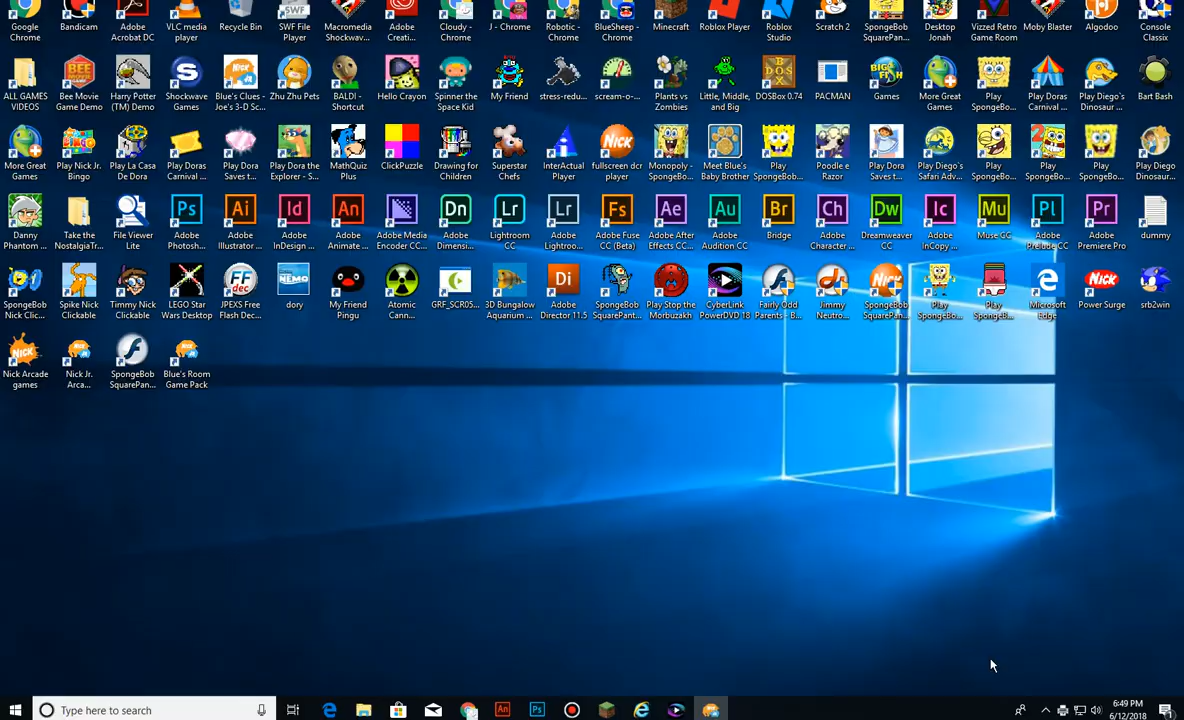 Google Chrome
Bandicam
Adobe Acrobat DC
VLC media player
Recycle Bin
SWF File Player
Macromedia Shockwav...
Adobe Creati...
Cloudy - Chrome
J - Chrome
Robotic - Chrome
BlueSheep - Chrome
Minecraft
Roblox Player
Roblox Studio
Scratch 2
SpongeBob SquarePan...
Desktop Jonah
Vizzed Retro Game Room
Moby Blaster
Algodoo
Console Classix
ALL GAMES VIDEOS
Bee Movie Game Demo
Harry Potter (TM) Demo
Shockwave Games
Blue's Clues - Joe's 3-D Sc...
Zhu Zhu Pets
BALDI - Shortcut
Hello Crayon
Spinner the Space Kid
My Friend
stress-redu...
scream-o-...
Plants vs Zombies
Little, Middle, and Big
DOSBox 0.74
PACMAN
Games
More Great Games
Play SpongeBo...
Play Doras Carnival ...
Play Diego's Dinosaur ...
Bart Bash
More Great Games
Play Nick Jr. Bingo
Play La Casa De Dora
Play Doras Carnival ...
Play Dora Saves t...
Play Dora the Explorer - S...
MathQuiz Plus
ClickPuzzle
Drawing for Children
Superstar Chefs
InterActual Player
fullscreen dcr player
Monopoly - SpongeBo...
Meet Blue's Baby Brother
Play SpongeBob...
Poodle e Razor
Play Dora Saves t...
Play Diego's Safari Adv...
Play SpongeBo...
Play SpongeBo...
Play SpongeBo...
Play Diego Dinosaur...
Danny Phantom ...
Take the NostalgiaTr...
File Viewer Lite
Adobe Photosh...
Adobe Illustrator ...
Adobe InDesign ...
Adobe Animate ...
Adobe Media Encoder CC...
Adobe Dimensi...
Lightroom CC
Adobe Lightroo...
Adobe Fuse CC (Beta)
Adobe After Effects CC...
Adobe Audition CC
Bridge
Adobe Character ...
Dreamweaver CC
Adobe InCopy ...
Muse CC
Adobe Prelude CC
Adobe Premiere Pro
dummy
SpongeBob Nick Clic...
Spike Nick Clickable
Timmy Nick Clickable
LEGO Star Wars Desktop
JPEXS Free Flash Dec...
dory
My Friend Pingu
Atomic Cann...
GRF_SCR05...
3D Bungalow Aquarium ...
Adobe Director 11.5
SpongeBob SquarePant...
Play Stop the Morbuzakh
CyberLink PowerDVD 18
Fairly Odd Parents - B...
Jimmy Neutro...
SpongeBob SquarePan...
PLay SpongeBo...
Play SpongeB...
Microsoft Edge
Power Surge
srb2win
Nick Arcade games
Nick Jr. Arca...
SpongeBob SquarePan...
Blue's Room Game Pack
Type here to search
6:49 PM
6/12/2018